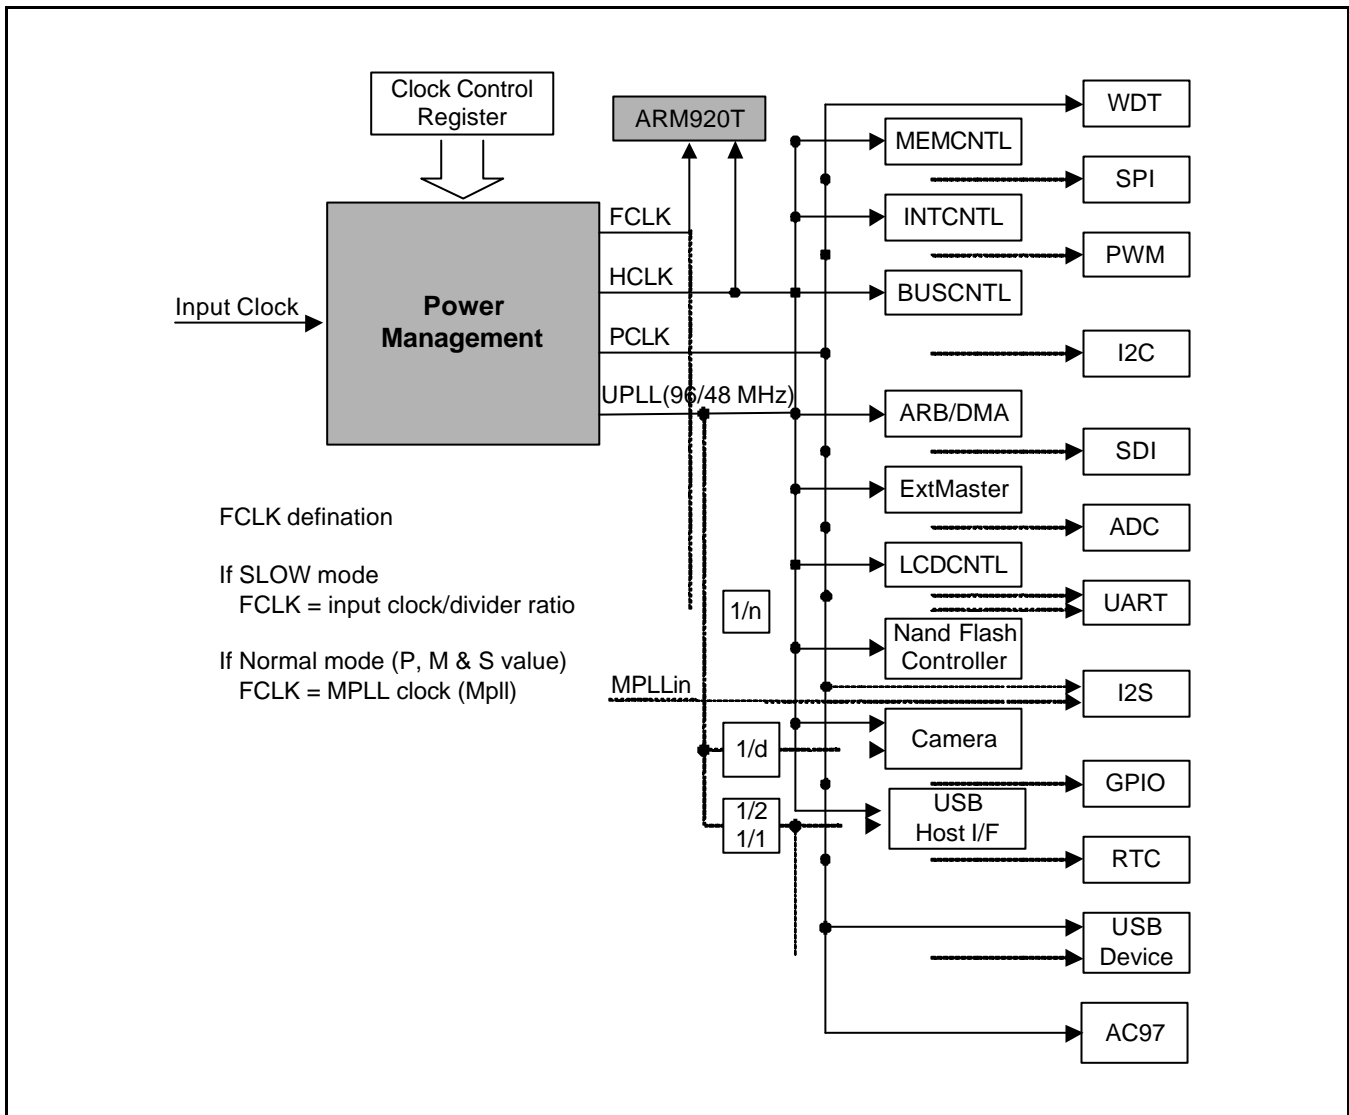 Clock Control
Register
ARM920T
WDT
MEMCNTL
SPI
FCLK
INTCNTL
PWM
HCLK
BUSCNTL
Input Clock
Power
Management
PCLK
I2C
UPLL(96/48 MHz)
ARB/DMA
SDI
ExtMaster
FCLK defination
ADC
LCDCNTL
If SLOW mode
FCLK = input clock/divider ratio
1/n
UART
Nand Flash
Controller
If Normal mode (P, M & S value)
FCLK = MPLL clock (Mpll)
MPLLin
I2S
1/d
Camera
GPIO
1/2
1/1
USB
Host I/F
RTC
USB
Device
AC97